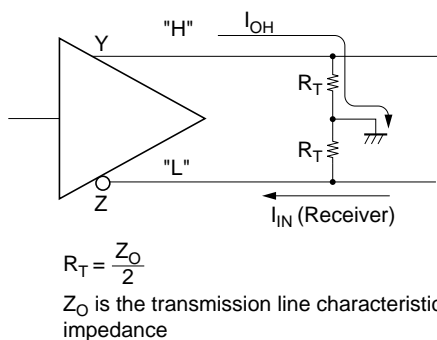 "H"
I_OH
Y
R_T
R_T
"L"
Z
I_IN (Receiver)
R_T = Z_O / 2
Z_O is the transmission line characteristic
impedance